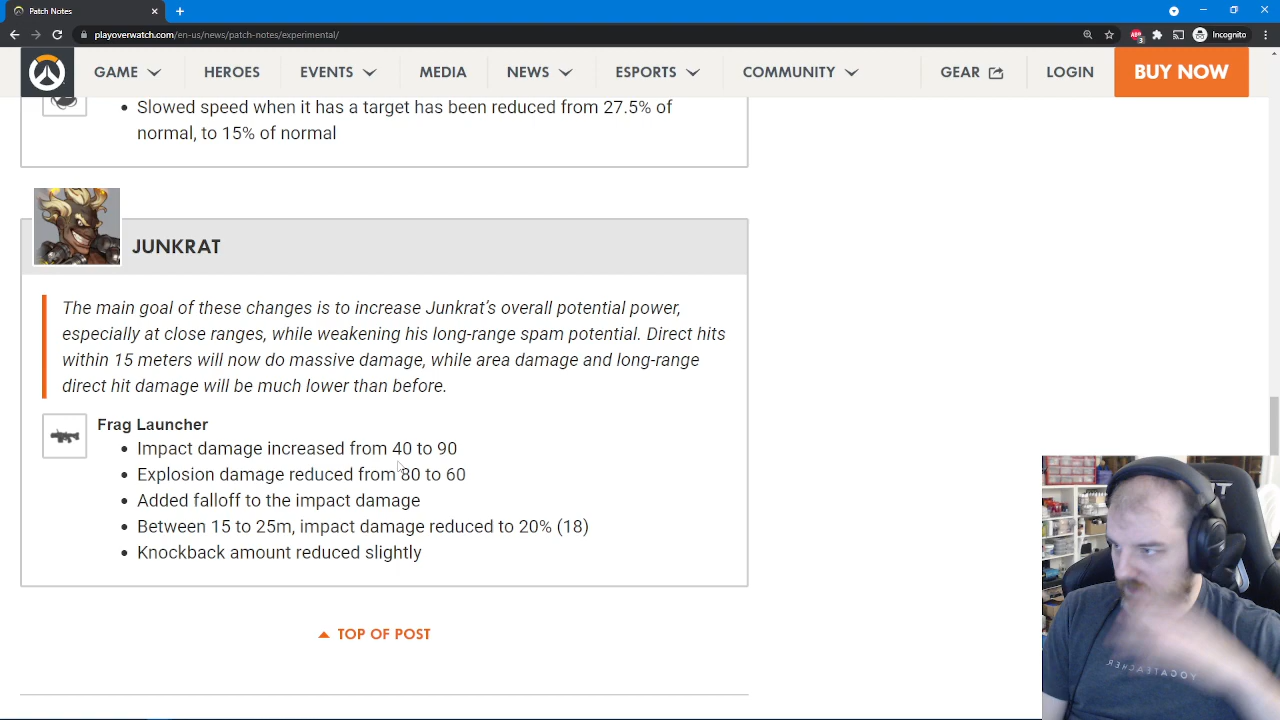 Patch Notes
playoverwatch.com/en-us/news/patch-notes/experimental/
ABP
3
Incognito
GAME
HEROES
EVENTS
MEDIA
NEWS
ESPORTS
COMMUNITY
GEAR
LOGIN
BUY NOW
Slowed speed when it has a target has been reduced from 27.5% of
normal, to 15% of normal
JUNKRAT
The main goal of these changes is to increase Junkrat's overall potential power,
especially at close ranges, while weakening his long-range spam potential. Direct hits
within 15 meters will now do massive damage, while area damage and long-range
direct hit damage will be much lower than before.
Frag Launcher
Impact damage increased from 40 to 90
Explosion damage reduced from 80 to 60
Added falloff to the impact damage
Between 15 to 25m, impact damage reduced to 20% (18)
Knockback amount reduced slightly
TOP OF POST
YOGATEACHER